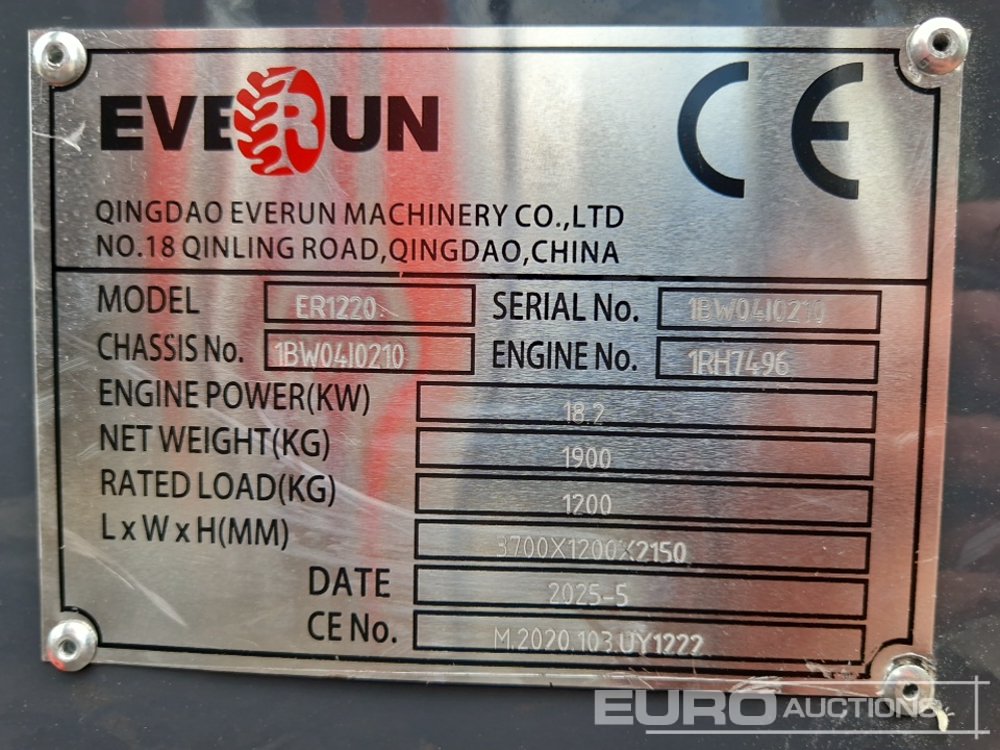 EVERUN
CE
QINGDAO EVERUN MACHINERY CO.,LTD
NO.18 QINLING ROAD,QINGDAO,CHINA
MODEL ER1220 SERIAL No. 1BW04I0210
CHASSIS No. 1BW04I0210 ENGINE No. 1RH7496
ENGINE POWER(KW) 18.2
NET WEIGHT(KG) 1900
RATED LOAD(KG) 1200
L x W x H(MM) 3700X1200X2150
DATE 2025-5
CE No. M.2020.103.UY1222
EURO AUCTIONS